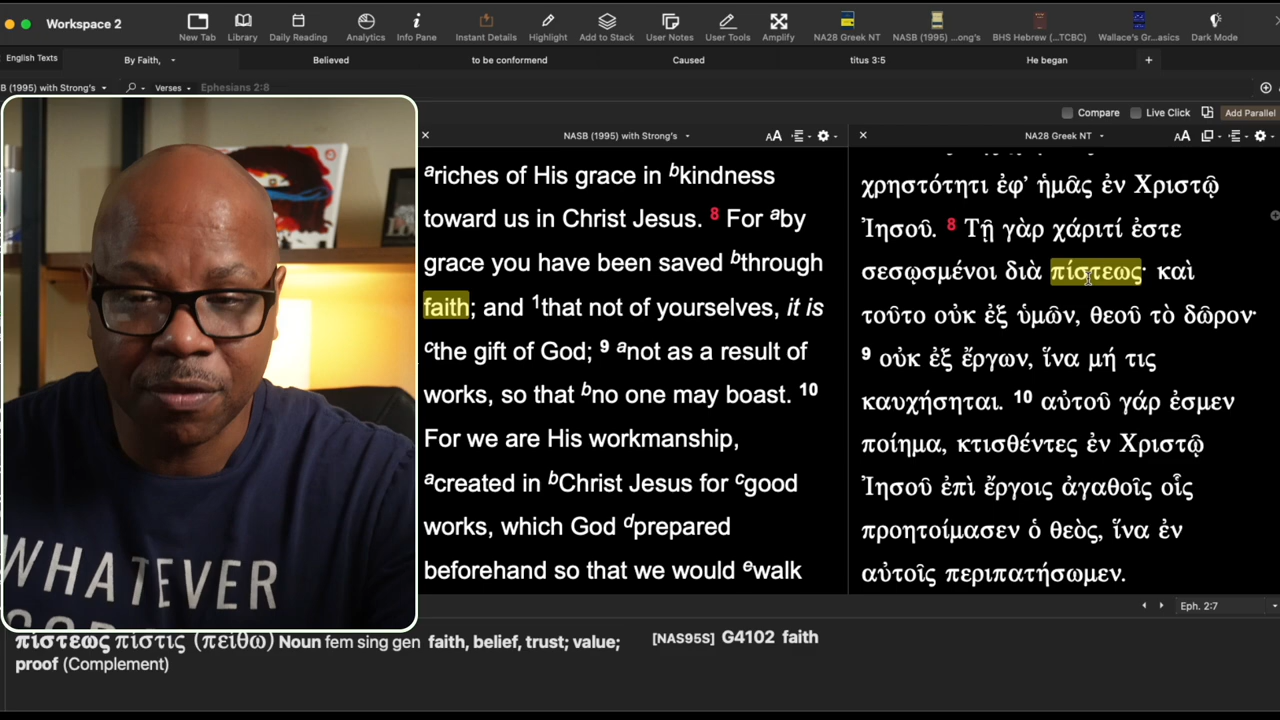 Workspace 2
New Tab
Library
Daily Reading
Analytics
Info Pane
Instant Details
Highlight
Add to Stack
User Notes
User Tools
Amplify
NA28 Greek NT
NASB (1995) ...ong's
BHS Hebrew (...TCBC)
Wallace's Gr...asics
Dark Mode
English Texts
By Faith,
Believed
to be conformend
Caused
titus 3:5
He began
+
B (1995) with Strong's
Verses
Ephesians 2:8
Compare
Live Click
Add Parallel
NASB (1995) with Strong's
AA
NA28 Greek NT
AA
ariches of His grace in bkindness
toward us in Christ Jesus. 8 For aby
grace you have been saved bthrough
faith; and 1that not of yourselves, it is
cthe gift of God; 9 anot as a result of
works, so that bno one may boast. 10
For we are His workmanship,
acreated in bChrist Jesus for cgood
works, which God dprepared
beforehand so that we would ewalk
χρηστότητι ἐφ’ ἡμᾶς ἐν Χριστῷ
Ἰησοῦ. 8 Τῇ γὰρ χάριτί ἐστε
σεσῳσμένοι διὰ πίστεως· καὶ
τοῦτο οὐκ ἐξ ὑμῶν, θεοῦ τὸ δῶρον·
9 οὐκ ἐξ ἔργων, ἵνα μή τις
καυχήσηται. 10 αὐτοῦ γάρ ἐσμεν
ποίημα, κτισθέντες ἐν Χριστῷ
Ἰησοῦ ἐπὶ ἔργοις ἀγαθοῖς οἷς
προητοίμασεν ὁ θεὸς, ἵνα ἐν
αὐτοῖς περιπατήσωμεν.
Eph. 2:7
WHATEVER
πίστεως πίστις (πείθω) Noun fem sing gen faith, belief, trust; value;
proof (Complement)
[NAS95S] G4102 faith